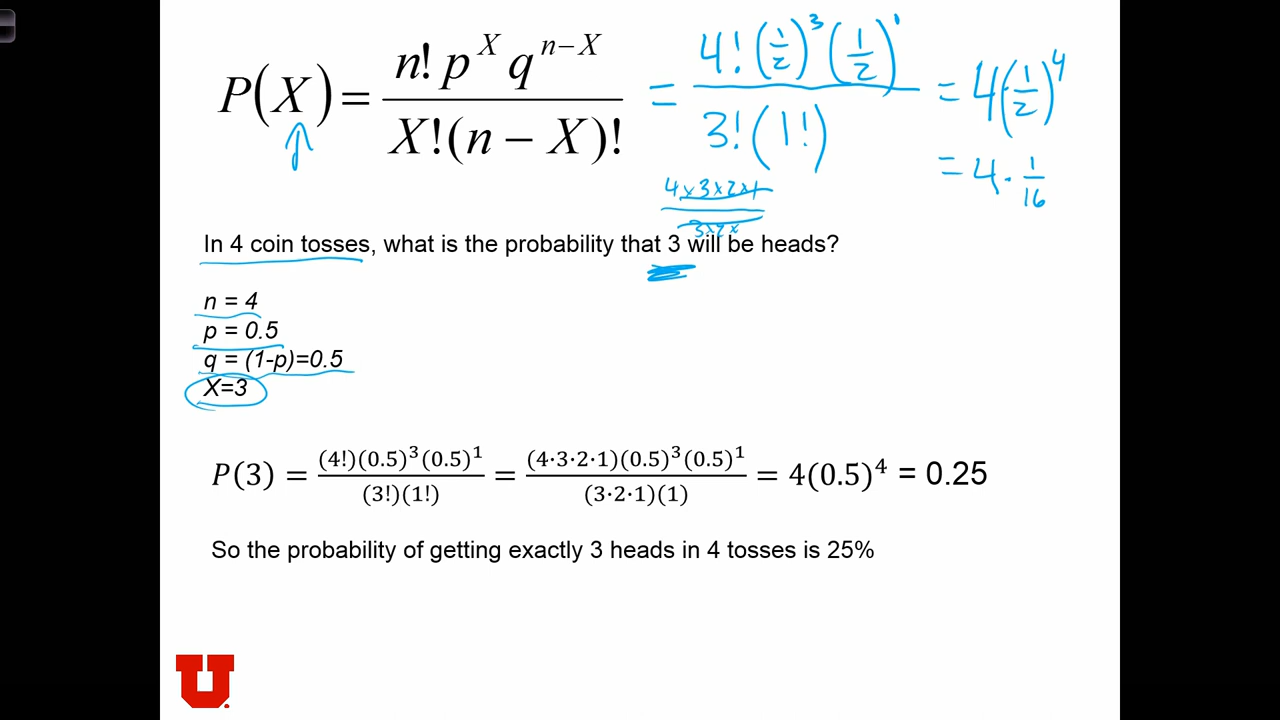 P(X) = n! p^X q^(n−X) / X!(n − X)! = 4! (1/2)^3 (1/2)^1 / 3! (1!) = 4(1/2)^4
= 4 · 1/16
4x3x2x1 / 3x2x
In 4 coin tosses, what is the probability that 3 will be heads?
n = 4
p = 0.5
q = (1-p)=0.5
X=3
P(3) = (4!)(0.5)^3(0.5)^1 / (3!)(1!) = (4·3·2·1)(0.5)^3(0.5)^1 / (3·2·1)(1) = 4(0.5)^4 = 0.25
So the probability of getting exactly 3 heads in 4 tosses is 25%
U